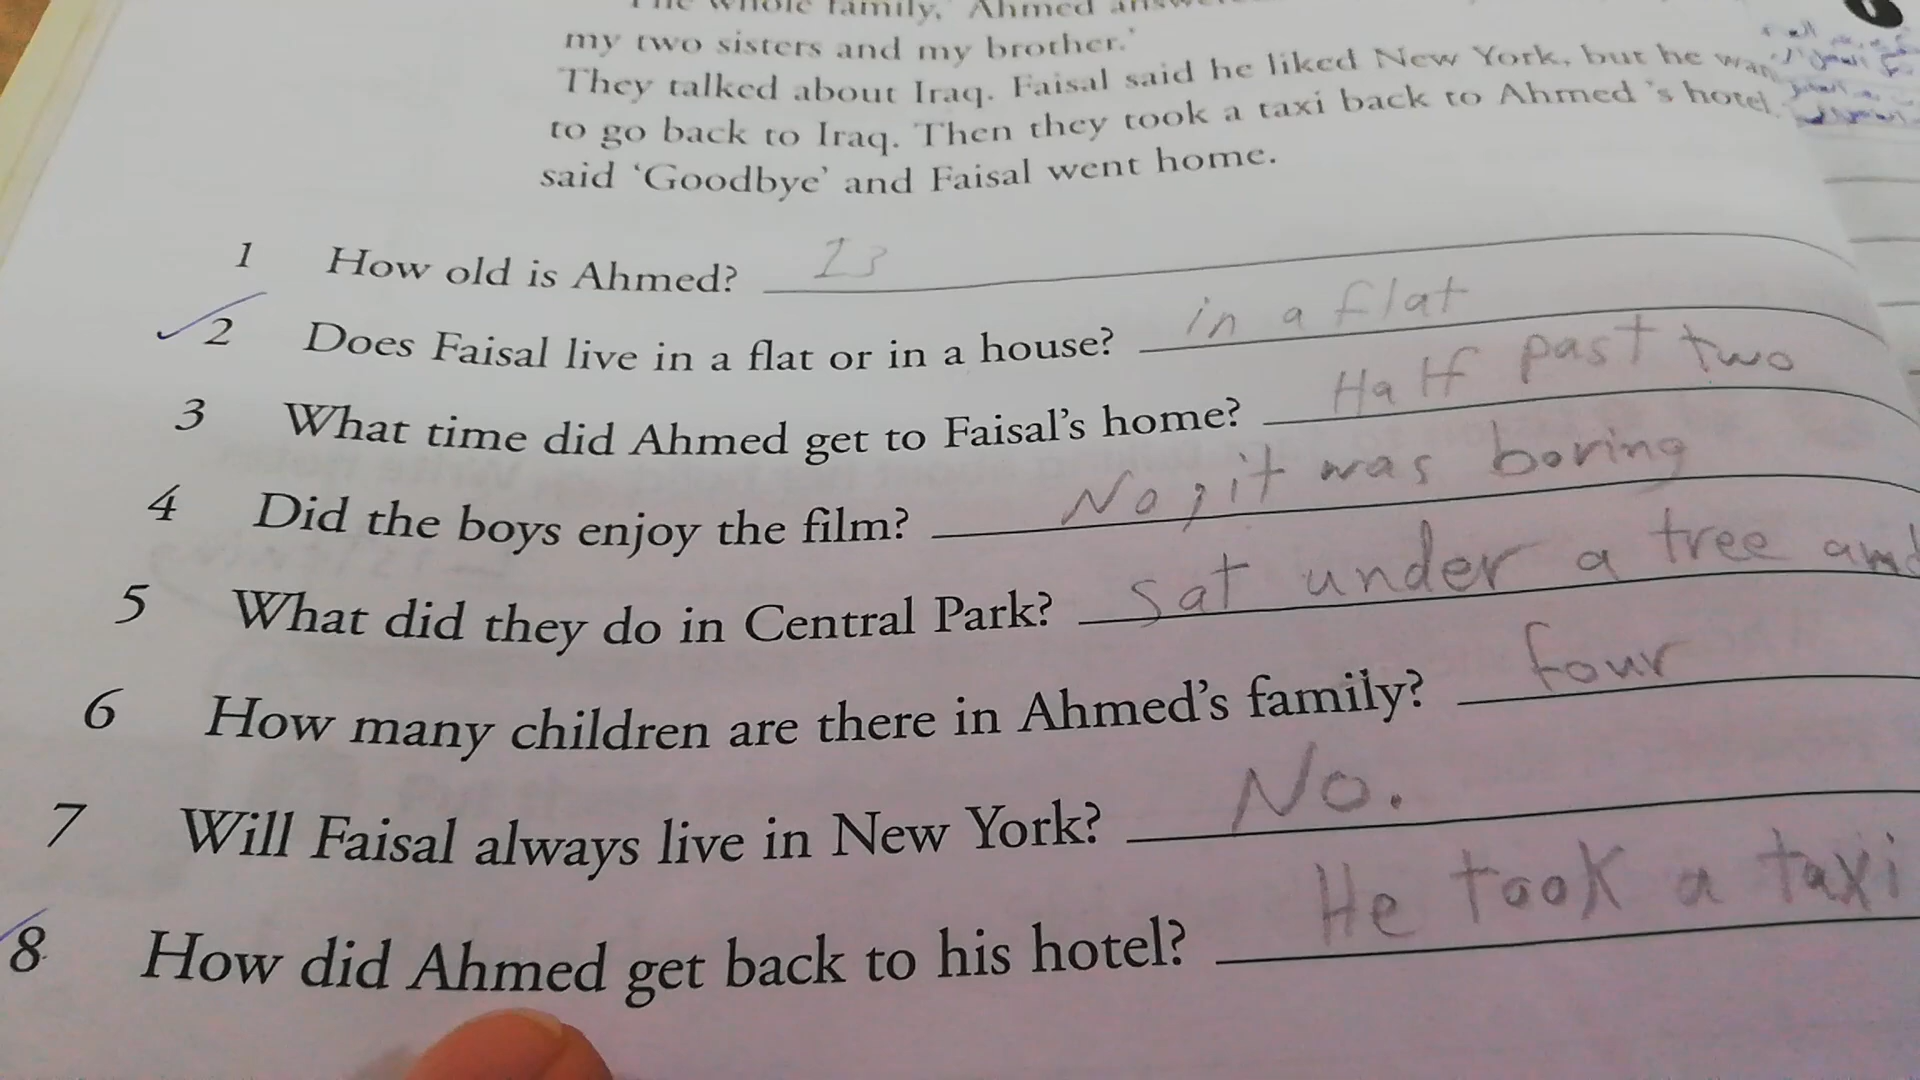 The whole family,' Ahmed
my two sisters and my brother.'
They talked about Iraq. Faisal said he liked New York, but he
to go back to Iraq. Then they took a taxi back to Ahmed 's hotel.
said 'Goodbye' and Faisal went home.
1 How old is Ahmed? 13
2 Does Faisal live in a flat or in a house? in a flat
3 What time did Ahmed get to Faisal's home? Half past two
4 Did the boys enjoy the film? No, it was boring
5 What did they do in Central Park? sat under a tree and
6 How many children are there in Ahmed's family? four
7 Will Faisal always live in New York? No.
8 How did Ahmed get back to his hotel? He took a taxi